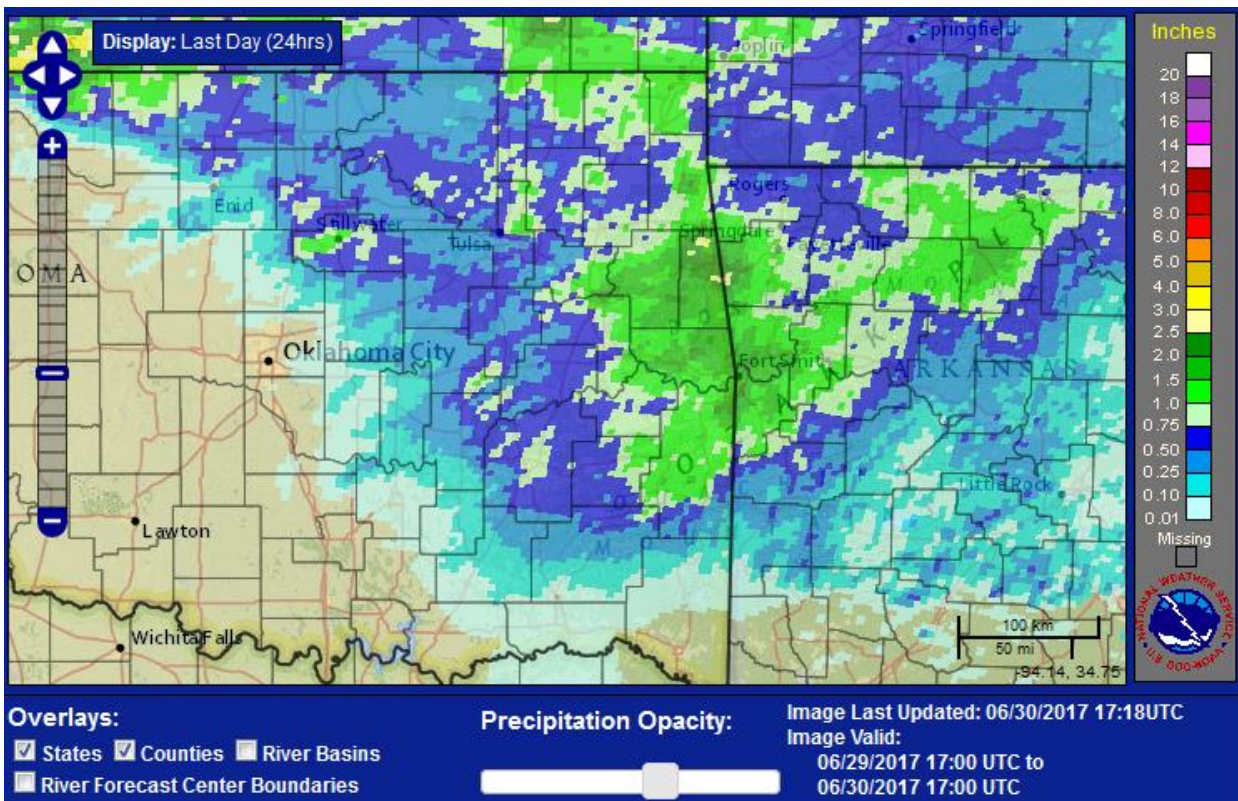 Display: Last Day (24hrs)
Joplin
Springfield
Enid
Stillwater
Tulsa
Rogers
Springdale
Fayetteville
OMA
Oklahoma City
Fort Smith
ARKANSAS
Little Rock
Lawton
Wichita Falls
100 km
50 mi
-94.14, 34.75
Inches
20
18
16
14
12
10
8.0
6.0
5.0
4.0
3.0
2.5
2.0
1.5
1.0
0.75
0.50
0.25
0.10
0.01
Missing
NATIONAL WEATHER SERVICE
Overlays:
States Counties River Basins
River Forecast Center Boundaries
Precipitation Opacity:
Image Last Updated: 06/30/2017 17:18UTC
Image Valid:
06/29/2017 17:00 UTC to
06/30/2017 17:00 UTC